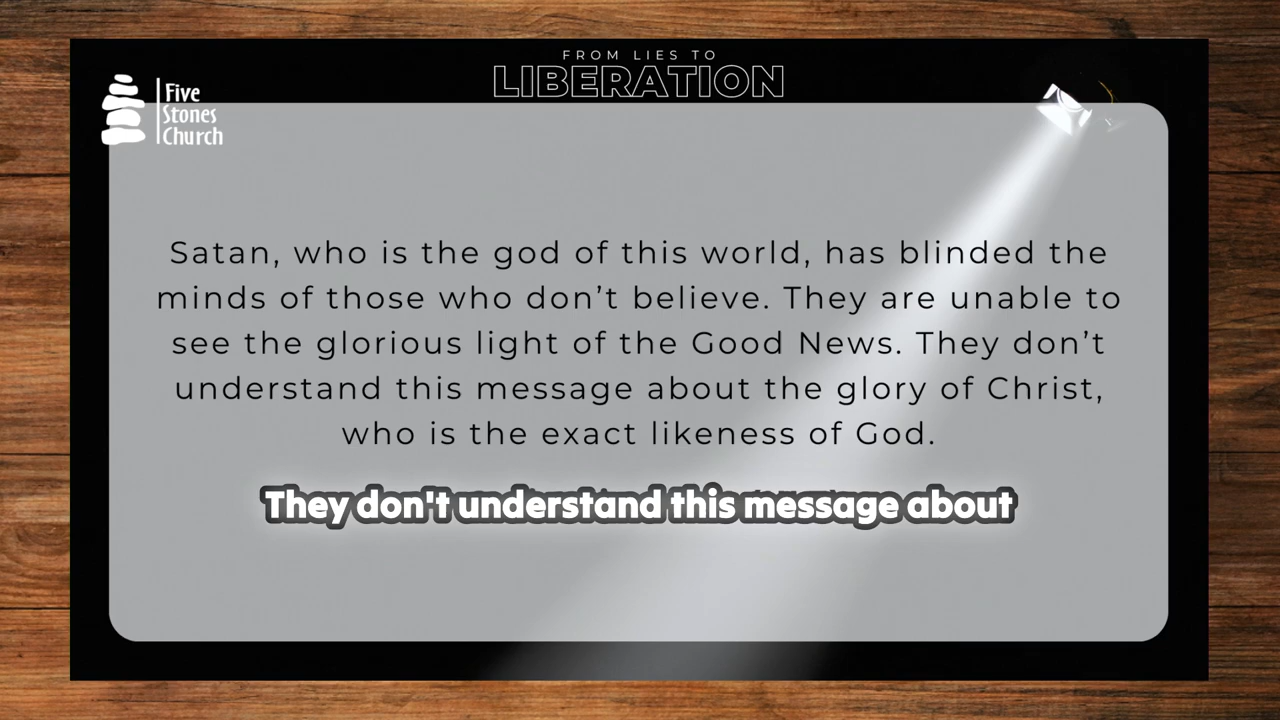 FROM LIES TO
LIBERATION
Five
Stones
Church
Satan, who is the god of this world, has blinded the
minds of those who don’t believe. They are unable to
see the glorious light of the Good News. They don’t
understand this message about the glory of Christ,
who is the exact likeness of God.
They don't understand this message about